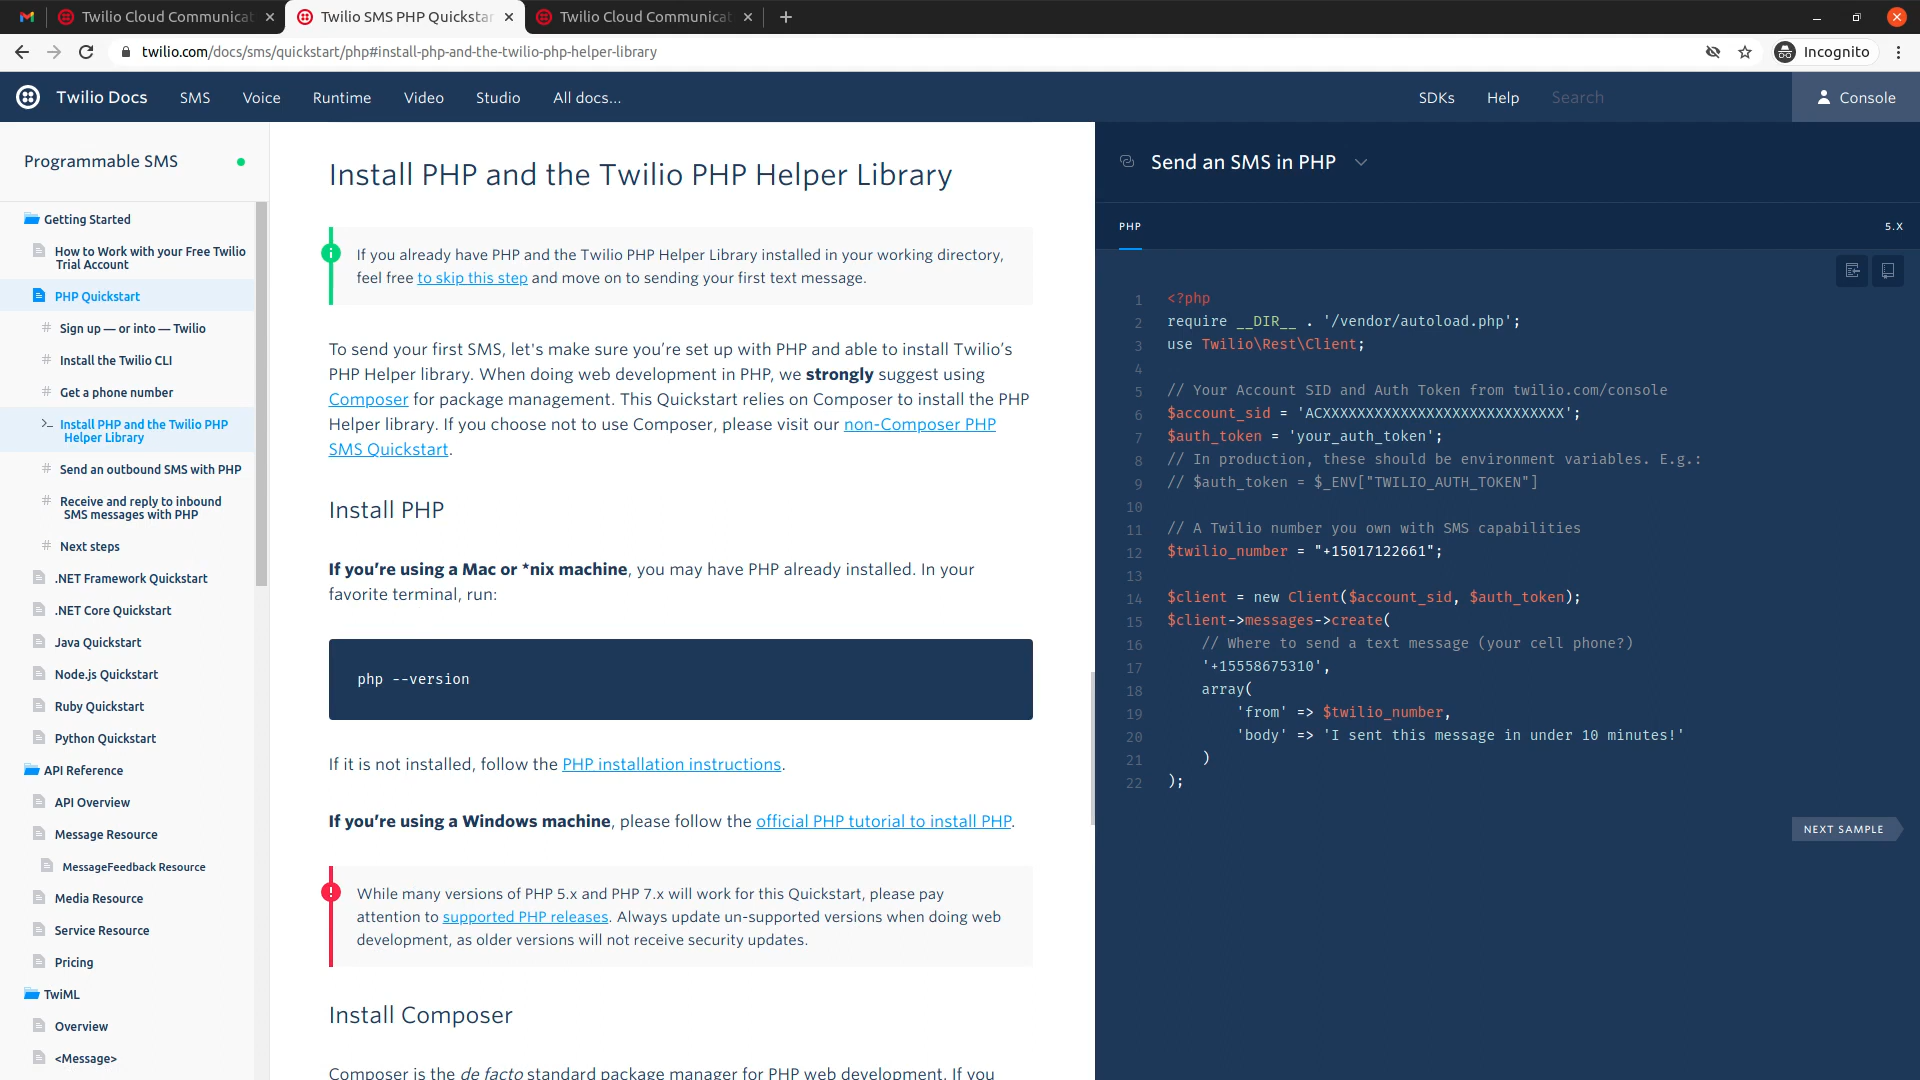 Twilio Cloud Communicat
Twilio SMS PHP Quickstar
Twilio Cloud Communicat
twilio.com/docs/sms/quickstart/php#install-php-and-the-twilio-php-helper-library
Incognito
Twilio Docs
SMS
Voice
Runtime
Video
Studio
All docs...
SDKs
Help
Search
Console
Programmable SMS
Getting Started
How to Work with your Free Twilio
Trial Account
PHP Quickstart
# Sign up — or into — Twilio
# Install the Twilio CLI
# Get a phone number
>_ Install PHP and the Twilio PHP
Helper Library
# Send an outbound SMS with PHP
# Receive and reply to inbound
SMS messages with PHP
# Next steps
.NET Framework Quickstart
.NET Core Quickstart
Java Quickstart
Node.js Quickstart
Ruby Quickstart
Python Quickstart
API Reference
API Overview
Message Resource
MessageFeedback Resource
Media Resource
Service Resource
Pricing
TwiML
Overview
<Message>
Install PHP and the Twilio PHP Helper Library
If you already have PHP and the Twilio PHP Helper Library installed in your working directory,
feel free to skip this step and move on to sending your first text message.
To send your first SMS, let's make sure you’re set up with PHP and able to install Twilio’s
PHP Helper library. When doing web development in PHP, we strongly suggest using
Composer for package management. This Quickstart relies on Composer to install the PHP
Helper library. If you choose not to use Composer, please visit our non-Composer PHP
SMS Quickstart.
Install PHP
If you’re using a Mac or *nix machine, you may have PHP already installed. In your
favorite terminal, run:
php --version
If it is not installed, follow the PHP installation instructions.
If you’re using a Windows machine, please follow the official PHP tutorial to install PHP.
While many versions of PHP 5.x and PHP 7.x will work for this Quickstart, please pay
attention to supported PHP releases. Always update un-supported versions when doing web
development, as older versions will not receive security updates.
Install Composer
Composer is the de facto standard package manager for PHP web development. If you
Send an SMS in PHP
PHP
5.X
1 <?php
2 require __DIR__ . '/vendor/autoload.php';
3 use Twilio\Rest\Client;
4
5 // Your Account SID and Auth Token from twilio.com/console
6 $account_sid = 'ACXXXXXXXXXXXXXXXXXXXXXXXXXXXX';
7 $auth_token = 'your_auth_token';
8 // In production, these should be environment variables. E.g.:
9 // $auth_token = $_ENV["TWILIO_AUTH_TOKEN"]
10
11 // A Twilio number you own with SMS capabilities
12 $twilio_number = "+15017122661";
13
14 $client = new Client($account_sid, $auth_token);
15 $client->messages->create(
16 // Where to send a text message (your cell phone?)
17 '+15558675310',
18 array(
19 'from' => $twilio_number,
20 'body' => 'I sent this message in under 10 minutes!'
21 )
22 );
NEXT SAMPLE